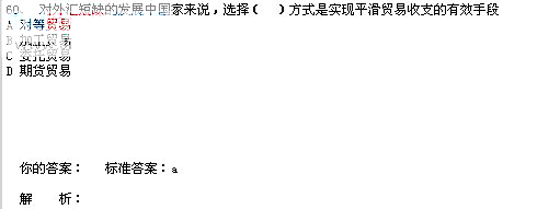 60、 对外汇短缺的发展中国家来说，选择（  ）方式是实现平滑贸易收支的有效手段
A 对等贸易
B 加工贸易
C 委托贸易
D 期货贸易
你的答案：  标准答案：a
解  析：